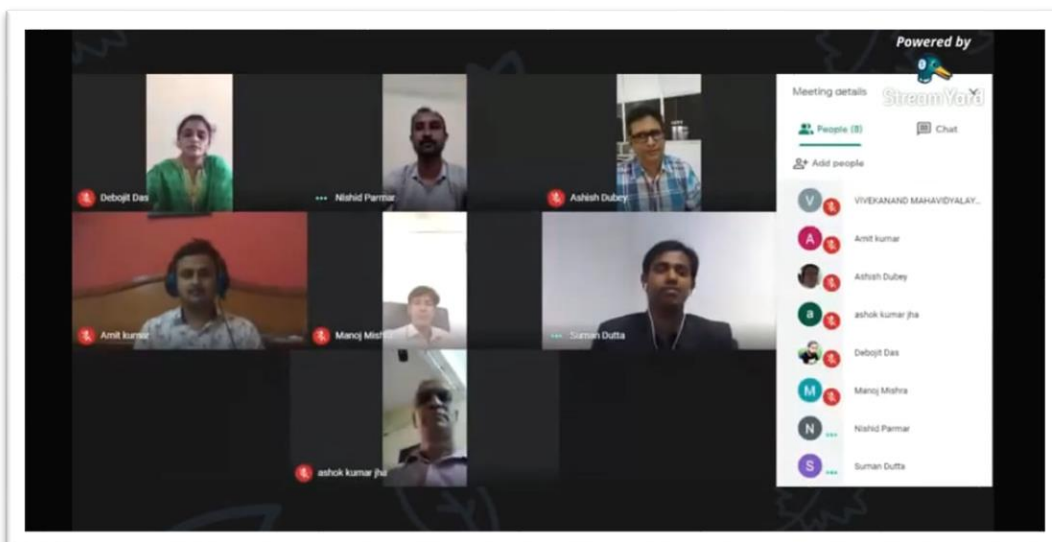 Powered by
StreamYard
Meeting details
People (8)
Chat
Add people
VIVEKANAND MAHAVIDYALAY...
Amit kumar
Ashish Dubey
ashok kumar jha
Debojit Das
Manoj Mishra
Nishid Parmar
Suman Dutta
Debojit Das
Nishid Parmar
Ashish Dubey
Amit kumar
Manoj Mishra
Suman Dutta
ashok kumar jha
V
A
a
M
N
S